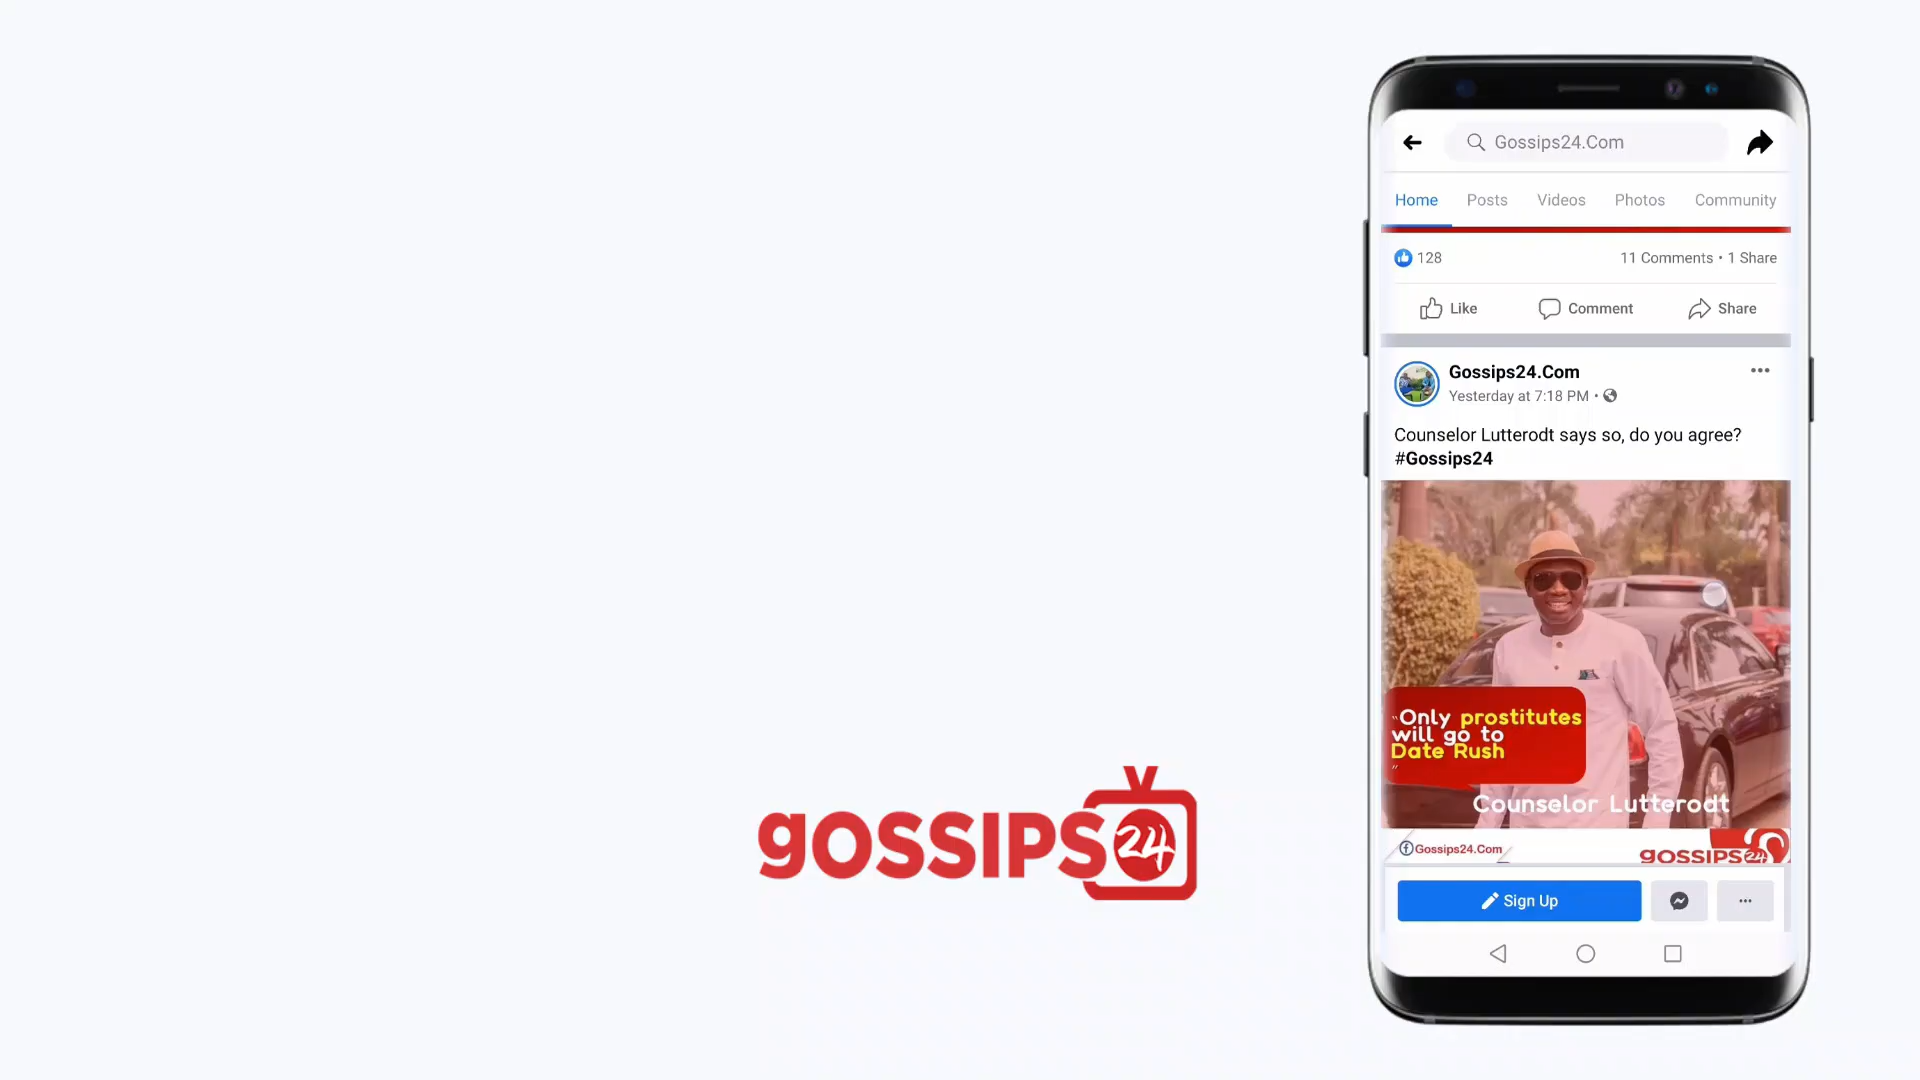 Gossips24.Com
Home Posts Videos Photos Community
128 11 Comments • 1 Share
Like Comment Share
Gossips24.Com
Yesterday at 7:18 PM •
Counselor Lutterodt says so, do you agree?
#Gossips24
"Only prostitutes
will go to
Date Rush
"
Counselor Lutterodt
Gossips24.Com
gOSSIPS24
Sign Up
gOSSIPS24